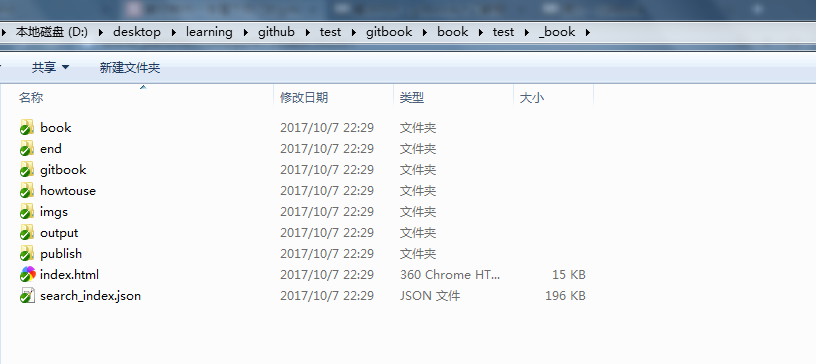 本地磁盘 (D:) desktop learning github test gitbook book test _book
共享 新建文件夹
名称 修改日期 类型 大小
book 2017/10/7 22:29 文件夹
end 2017/10/7 22:29 文件夹
gitbook 2017/10/7 22:29 文件夹
howtouse 2017/10/7 22:29 文件夹
imgs 2017/10/7 22:29 文件夹
output 2017/10/7 22:29 文件夹
publish 2017/10/7 22:29 文件夹
index.html 2017/10/7 22:29 360 Chrome HT... 15 KB
search_index.json 2017/10/7 22:29 JSON 文件 196 KB